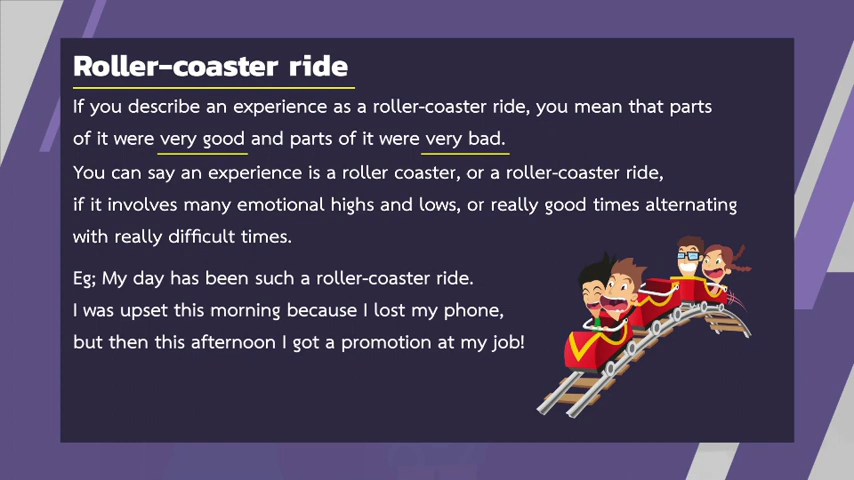 Roller-coaster ride
If you describe an experience as a roller-coaster ride, you mean that parts
of it were very good and parts of it were very bad.
You can say an experience is a roller coaster, or a roller-coaster ride,
if it involves many emotional highs and lows, or really good times alternating
with really difficult times.
Eg; My day has been such a roller-coaster ride.
I was upset this morning because I lost my phone,
but then this afternoon I got a promotion at my job!